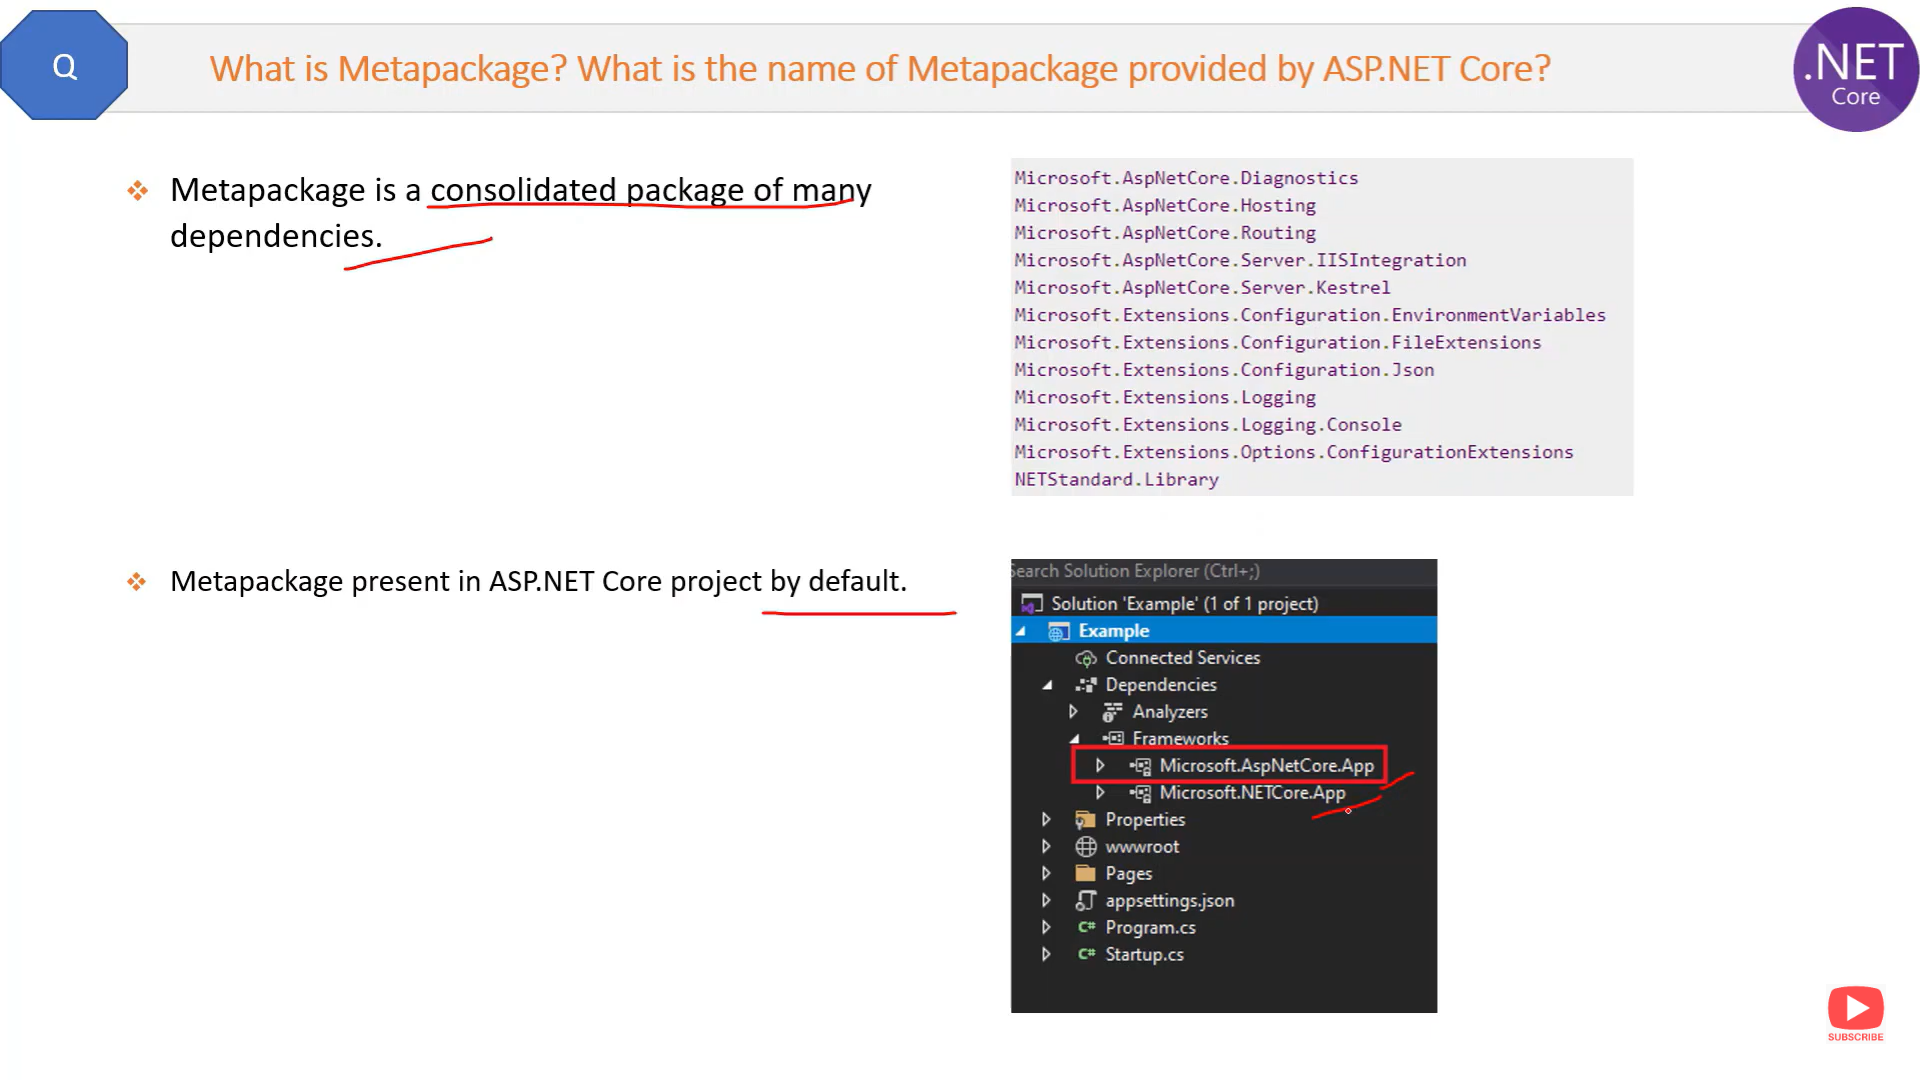 Q
What is Metapackage? What is the name of Metapackage provided by ASP.NET Core?
.NET
Core
Metapackage is a consolidated package of many
dependencies.
Microsoft.AspNetCore.Diagnostics
Microsoft.AspNetCore.Hosting
Microsoft.AspNetCore.Routing
Microsoft.AspNetCore.Server.IISIntegration
Microsoft.AspNetCore.Server.Kestrel
Microsoft.Extensions.Configuration.EnvironmentVariables
Microsoft.Extensions.Configuration.FileExtensions
Microsoft.Extensions.Configuration.Json
Microsoft.Extensions.Logging
Microsoft.Extensions.Logging.Console
Microsoft.Extensions.Options.ConfigurationExtensions
NETStandard.Library
Metapackage present in ASP.NET Core project by default.
Search Solution Explorer (Ctrl+;)
Solution 'Example' (1 of 1 project)
Example
Connected Services
Dependencies
Analyzers
Frameworks
Microsoft.AspNetCore.App
Microsoft.NETCore.App
Properties
wwwroot
Pages
appsettings.json
C# Program.cs
C# Startup.cs
SUBSCRIBE